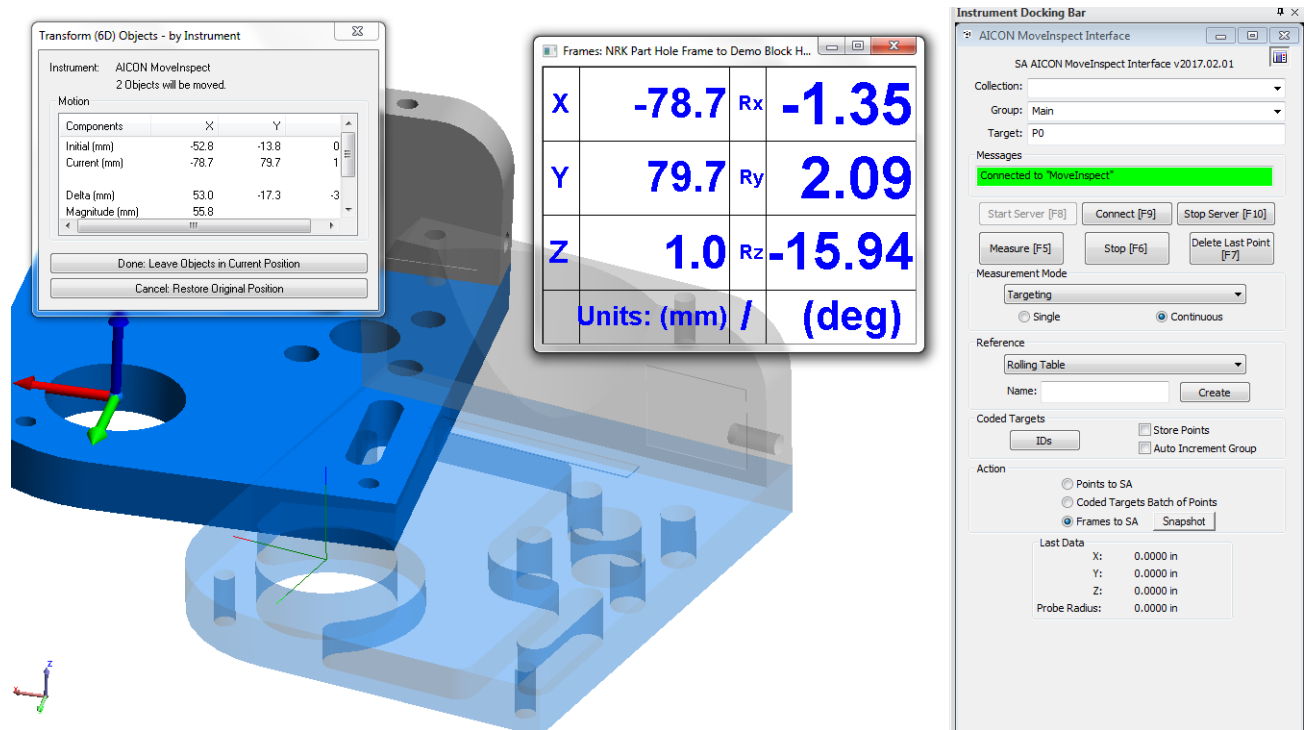 Transform (6D) Objects - by Instrument
Instrument: AICON MoveInspect
2 Objects will be moved.
Motion
Components X Y
Initial (mm) -52.8 -13.8 0
Current (mm) -78.7 79.7 1
Delta (mm) 53.0 -17.3 -3
Magnitude (mm) 55.8
Done: Leave Objects in Current Position
Cancel: Restore Original Position
Frames: NRK Part Hole Frame to Demo Block H...
X -78.7 Rx -1.35
Y 79.7 Ry 2.09
Z 1.0 Rz -15.94
Units: (mm) / (deg)
Instrument Docking Bar
AICON MoveInspect Interface
SA AICON MoveInspect Interface v2017.02.01
Collection:
Group: Main
Target: P0
Messages
Connected to "MoveInspect"
Start Server [F8] Connect [F9] Stop Server [F10]
Measure [F5] Stop [F6] Delete Last Point
[F7]
Measurement Mode
Targeting
Single Continuous
Reference
Rolling Table
Name: Create
Coded Targets
IDs Store Points
Auto Increment Group
Action
Points to SA
Coded Targets Batch of Points
Frames to SA Snapshot
Last Data
X: 0.0000 in
Y: 0.0000 in
Z: 0.0000 in
Probe Radius: 0.0000 in
z
x